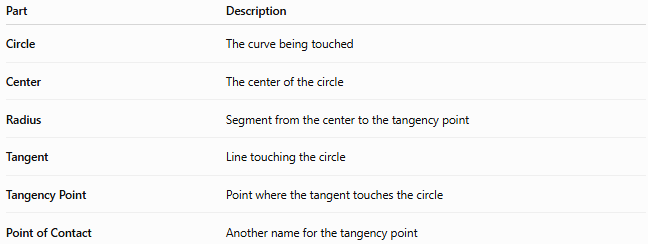 Part Description
Circle The curve being touched
Center The center of the circle
Radius Segment from the center to the tangency point
Tangent Line touching the circle
Tangency Point Point where the tangent touches the circle
Point of Contact Another name for the tangency point